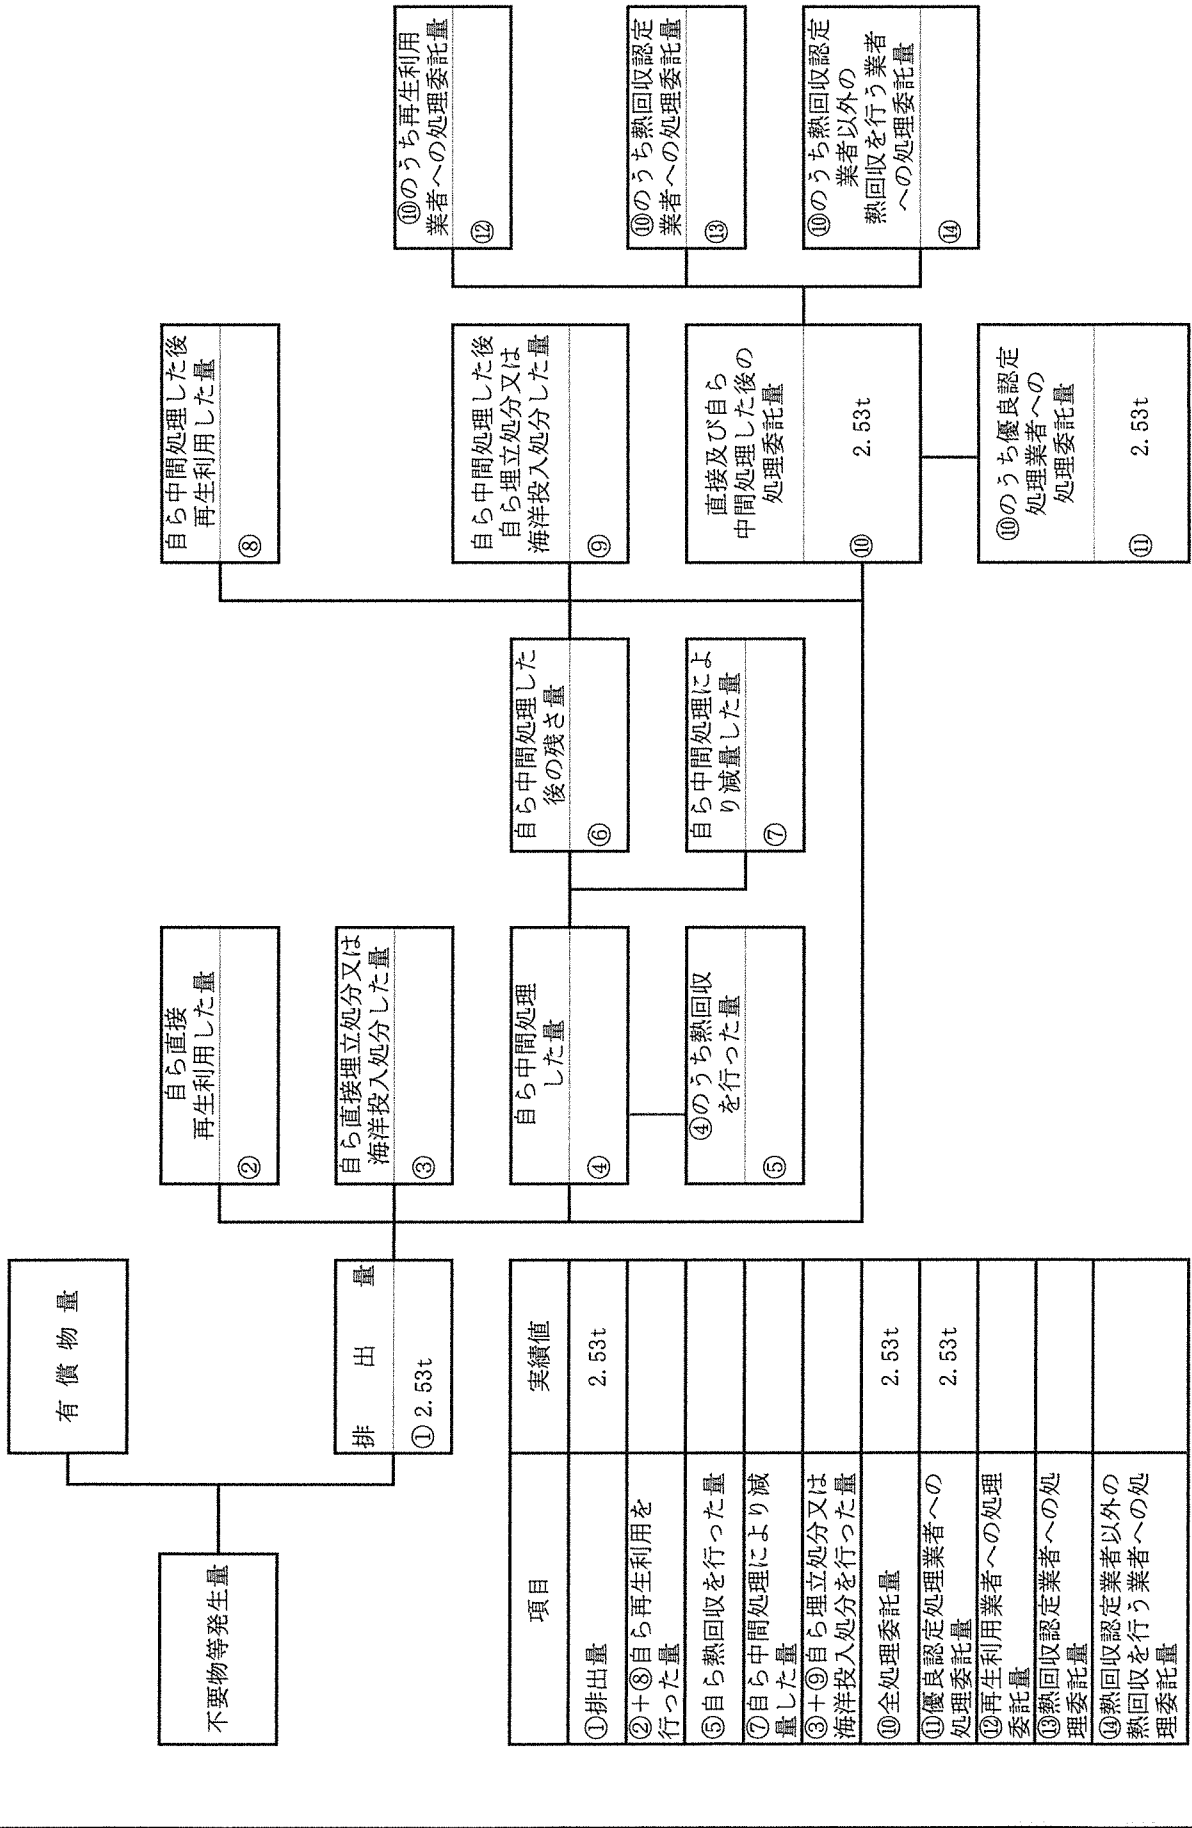 有償物量
不要物等発生量
排出量
① 2.53t
自ら直接
再生利用した量
②
自ら直接埋立処分又は
海洋投入処分した量
③
自ら中間処理
した量
④
④のうち熱回収
を行った量
⑤
自ら中間処理した
後の残さ量
⑥
自ら中間処理によ
り減量した量
⑦
自ら中間処理した後
再生利用した量
⑧
自ら中間処理した後
自ら埋立処分又は
海洋投入処分した量
⑨
直接及び自ら
中間処理した後の
処理委託量
⑩ 2.53t
⑩のうち優良認定
処理業者への
処理委託量
⑪ 2.53t
⑩のうち再生利用
業者への処理委託量
⑫
⑩のうち熱回収認定
業者への処理委託量
⑬
⑩のうち熱回収認定
業者以外の
熱回収を行う業者
への処理委託量
⑭
項目 実績値
①排出量 2.53t
②＋⑧自ら再生利用を
行った量
⑤自ら熱回収を行った量
⑦自ら中間処理により減
量した量
③＋⑨自ら埋立処分又は
海洋投入処分を行った量
⑩全処理委託量 2.53t
⑪優良認定処理業者への
処理委託量 2.53t
⑫再生利用業者への処理
委託量
⑬熱回収認定業者への処
理委託量
⑭熱回収認定業者以外の
熱回収を行う業者への処
理委託量